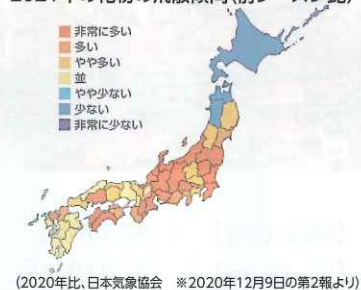 非常に多い
多い
やや多い
並
やや少ない
少ない
非常に少ない
(2020年比、日本気象協会 ※2020年12月9日の第2報より)